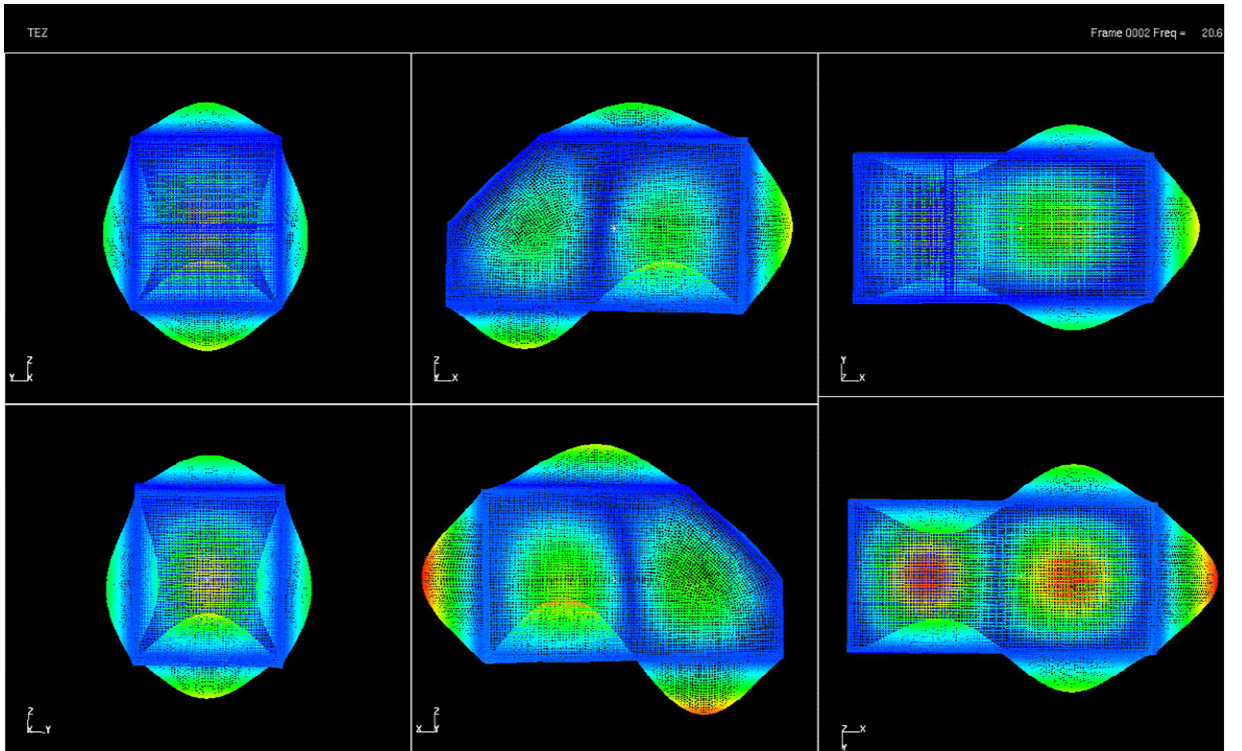 TEZ
Frame 0002 Freq = 20.6
Z
Y X
Z
Y X
Y
Z X
Z
X Y
Z
X Y
Z X
Y